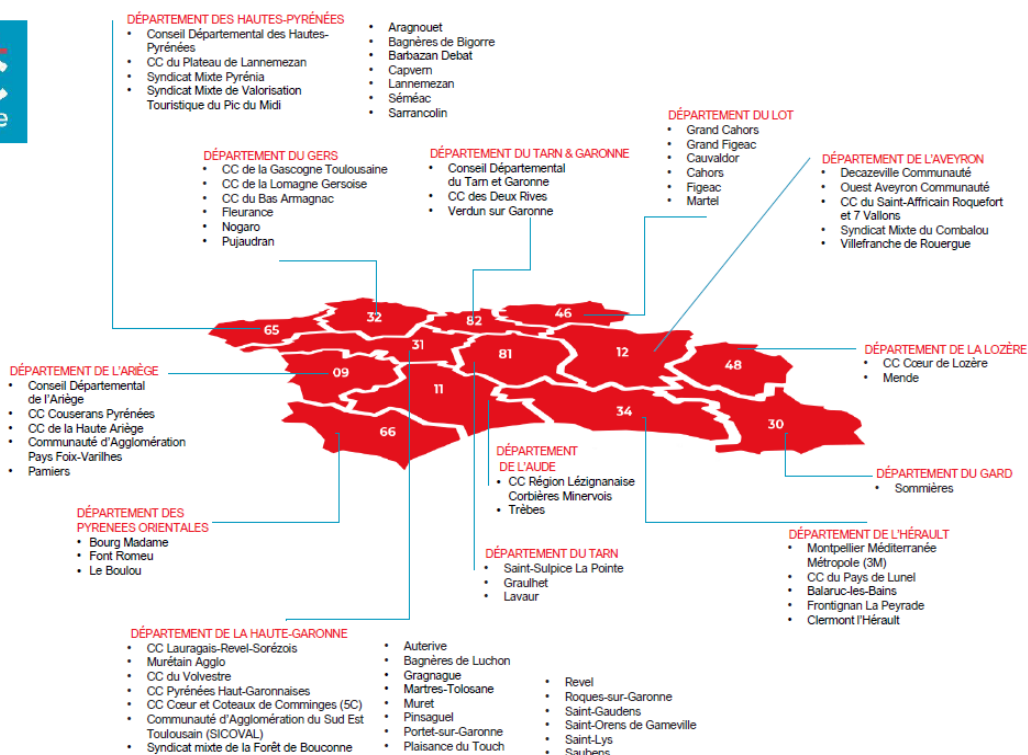 e
DÉPARTEMENT DES HAUTES-PYRÉNÉES
• Conseil Départemental des Hautes-
Pyrénées
• CC du Plateau de Lannemezan
• Syndicat Mixte Pyrénia
• Syndicat Mixte de Valorisation
Touristique du Pic du Midi
• Aragnouet
• Bagnères de Bigorre
• Barbazan Debat
• Capvern
• Lannemezan
• Séméac
• Sarrancolin
DÉPARTEMENT DU GERS
• CC de la Gascogne Toulousaine
• CC de la Lomagne Gersoise
• CC du Bas Armagnac
• Fleurance
• Nogaro
• Pujaudran
DÉPARTEMENT DU TARN & GARONNE
• Conseil Départemental
du Tarn et Garonne
• CC des Deux Rives
• Verdun sur Garonne
DÉPARTEMENT DU LOT
• Grand Cahors
• Grand Figeac
• Cauvaldor
• Cahors
• Figeac
• Martel
DÉPARTEMENT DE L'AVEYRON
• Decazeville Communauté
• Ouest Aveyron Communauté
• CC du Saint-Affricain Roquefort
et 7 Vallons
• Syndicat Mixte du Combalou
• Villefranche de Rouergue
65
32
82
46
31
81
12
48
09
11
34
30
66
DÉPARTEMENT DE LA LOZÈRE
• CC Cœur de Lozère
• Mende
DÉPARTEMENT DE L'ARIÈGE
• Conseil Départemental
de l'Ariège
• CC Couserans Pyrénées
• CC de la Haute Ariège
• Communauté d'Agglomération
Pays Foix-Varilhes
• Pamiers
DÉPARTEMENT
DE L'AUDE
• CC Région Lézignanaise
Corbières Minervois
• Trèbes
DÉPARTEMENT DU GARD
• Sommières
DÉPARTEMENT DES
PYRENEES ORIENTALES
• Bourg Madame
• Font Romeu
• Le Boulou
DÉPARTEMENT DU TARN
• Saint-Sulpice La Pointe
• Graulhet
• Lavaur
DÉPARTEMENT DE L'HÉRAULT
• Montpellier Méditerranée
Métropole (3M)
• CC du Pays de Lunel
• Balaruc-les-Bains
• Frontignan La Peyrade
• Clermont l'Hérault
DÉPARTEMENT DE LA HAUTE-GARONNE
• CC Lauragais-Revel-Sorézois
• Murétain Agglo
• CC du Volvestre
• CC Pyrénées Haut-Garonnaises
• CC Cœur et Coteaux de Comminges (5C)
• Communauté d'Agglomération du Sud Est
Toulousain (SICOVAL)
• Syndicat mixte de la Forêt de Bouconne
• Auterive
• Bagnères de Luchon
• Gragnague
• Martres-Tolosane
• Muret
• Pinsaguel
• Portet-sur-Garonne
• Plaisance du Touch
• Revel
• Roques-sur-Garonne
• Saint-Gaudens
• Saint-Orens de Gameville
• Saint-Lys
• Saubens